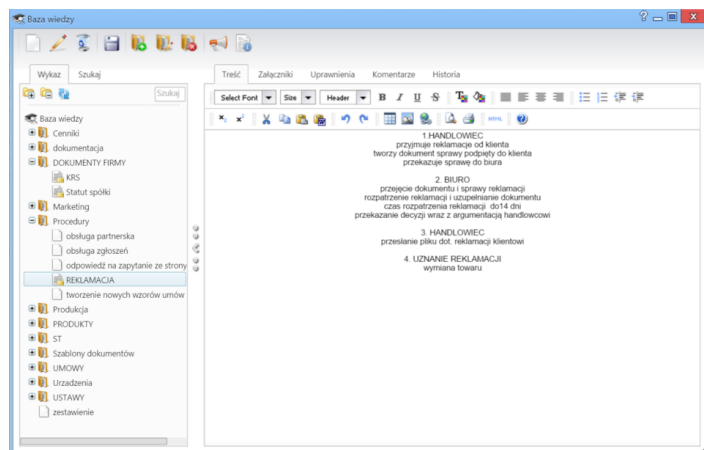 Baza wiedzy
Wykaz
Szukaj
Szukaj
Baza wiedzy
Cenniki
dokumentacja
DOKUMENTY FIRMY
KRS
Statut spółki
Marketing
Procedury
obsługa partnerska
obsługa zgłoszeń
odpowiedź na zapytanie ze strony
REKLAMACJA
tworzenie nowych wzorów umów
Produkcja
PRODUKTY
ST
Szablony dokumentów
UMOWY
Urzadzenia
USTAWY
zestawienie
Treść
Załączniki
Uprawnienia
Komentarze
Historia
Select Font
Size
Header
B I U S
HTML
1.HANDLOWIEC
przyjmuje reklamacje od klienta
tworzy dokument sprawy podpięty do klienta
przekazuje sprawę do biura
2. BIURO
przejęcie dokumentu i sprawy reklamacji
rozpatrzenie reklamacji i uzupełnianie dokumentu
czas rozpatrzenia reklamacji do14 dni
przekazanie decyzji wraz z argumentacją handlowcowi
3. HANDLOWIEC
przesłanie pliku dot. reklamacji klientowi
4. UZNANIE REKLAMACJI
wymiana towaru